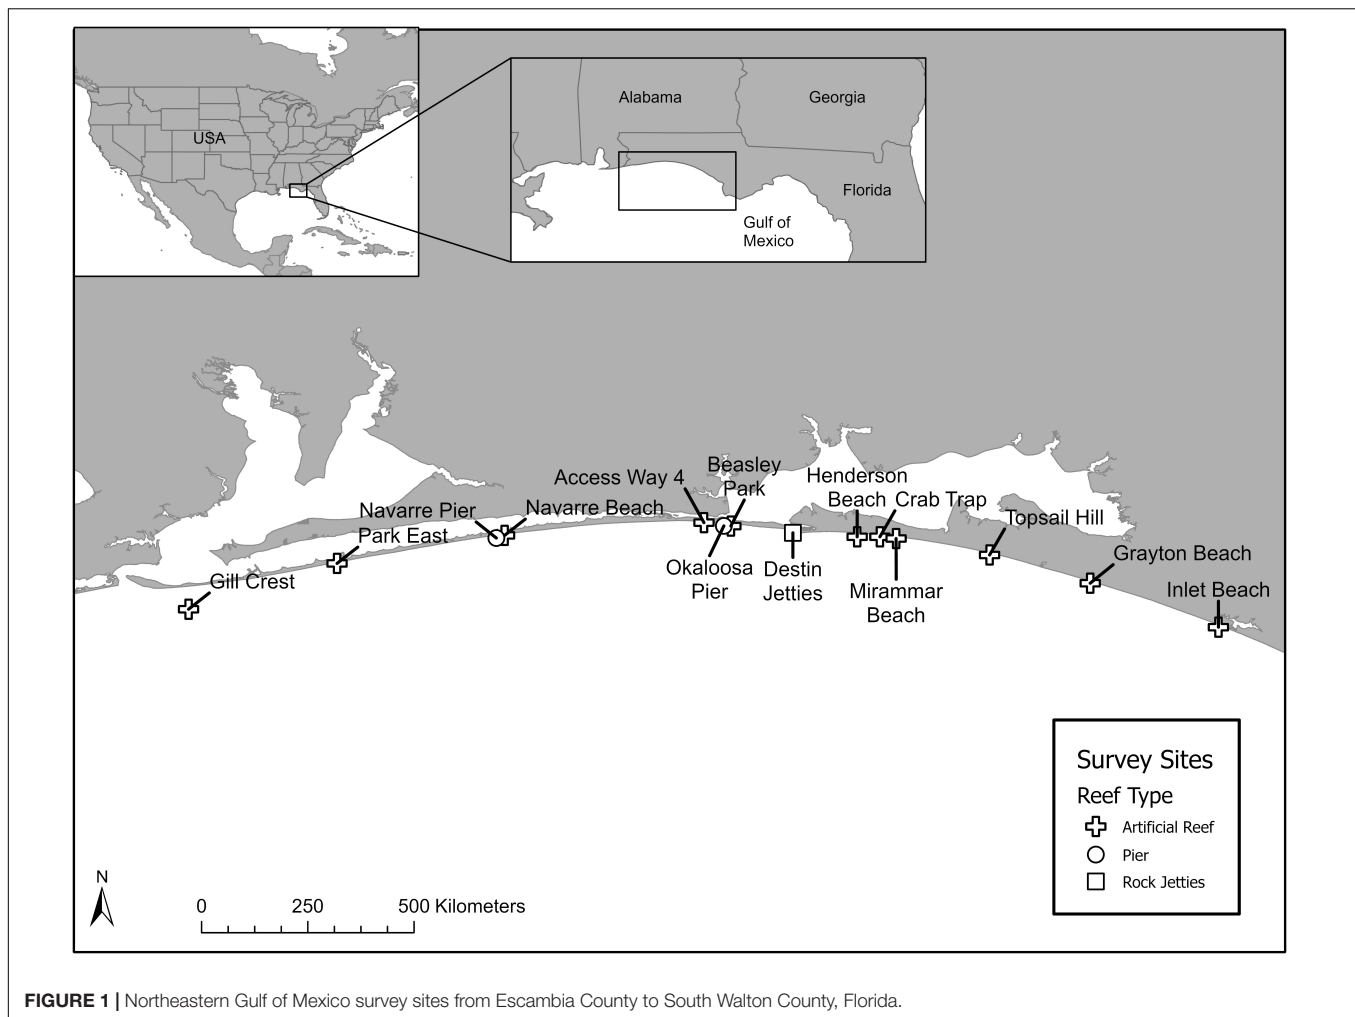 USA
Alabama
Georgia
Florida
Gulf of
Mexico
Access Way 4
Beasley
Park
Henderson
Beach
Crab Trap
Navarre Pier
Navarre Beach
Topsail Hill
Park East
Grayton Beach
Okaloosa
Pier
Destin
Jetties
Gill Crest
Mirammar
Beach
Inlet Beach
Survey Sites
Reef Type
Artificial Reef
Pier
Rock Jetties
N
0 250 500 Kilometers
FIGURE 1 | Northeastern Gulf of Mexico survey sites from Escambia County to South Walton County, Florida.